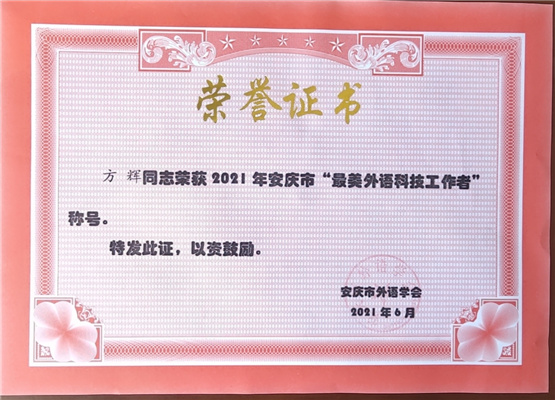 荣誉证书
方辉同志荣获2021年安庆市“最美外语科技工作者”
称号。
特发此证，以资鼓励。
安庆市外语学会
2021年6月